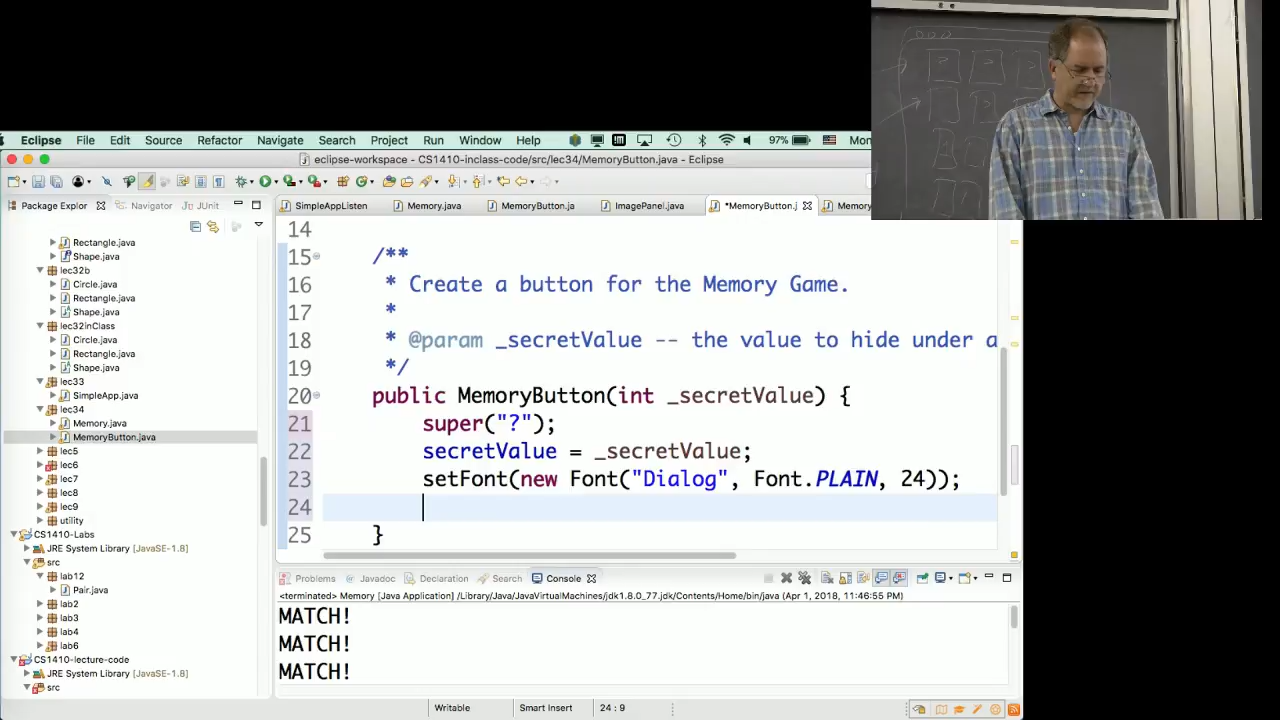 Eclipse File Edit Source Refactor Navigate Search Project Run Window Help 97% Mon
eclipse-workspace - CS1410-inclass-code/src/lec34/MemoryButton.java - Eclipse
Package Explor Navigator JUnit
SimpleAppListen Memory.java MemoryButton.ja ImagePanel.java *MemoryButton.j Memory
Rectangle.java
Shape.java
lec32b
Circle.java
Rectangle.java
Shape.java
lec32inClass
Circle.java
Rectangle.java
Shape.java
lec33
SimpleApp.java
lec34
Memory.java
MemoryButton.java
lec5
lec6
lec7
lec8
lec9
utility
CS1410-Labs
JRE System Library [JavaSE-1.8]
src
lab12
Pair.java
lab2
lab3
lab4
lab6
CS1410-lecture-code
JRE System Library [JavaSE-1.8]
src
14
15 /**
16 * Create a button for the Memory Game.
17 *
18 * @param _secretValue -- the value to hide under a
19 */
20 public MemoryButton(int _secretValue) {
21 super("?");
22 secretValue = _secretValue;
23 setFont(new Font("Dialog", Font.PLAIN, 24));
24
25 }
Problems Javadoc Declaration Search Console
<terminated> Memory [Java Application] /Library/Java/JavaVirtualMachines/jdk1.8.0_77.jdk/Contents/Home/bin/java (Apr 1, 2018, 11:46:55 PM)
MATCH!
MATCH!
MATCH!
Writable Smart Insert 24 : 9